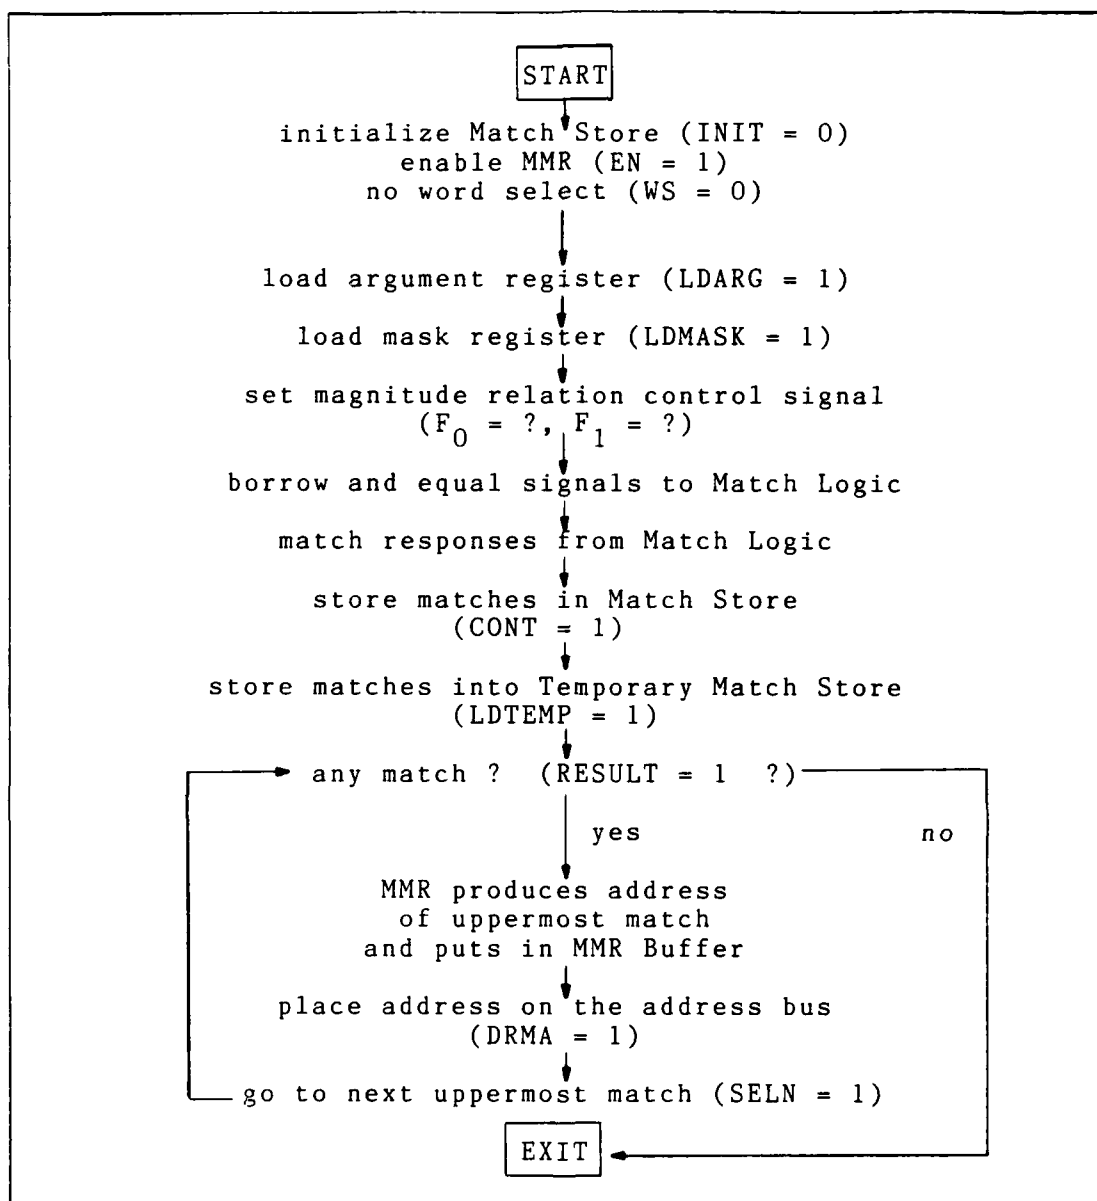 START
initialize Match Store (INIT = 0)
enable MMR (EN = 1)
no word select (WS = 0)
load argument register (LDARG = 1)
load mask register (LDMASK = 1)
set magnitude relation control signal
(F0 = ?, F1 = ?)
borrow and equal signals to Match Logic
match responses from Match Logic
store matches in Match Store
(CONT = 1)
store matches into Temporary Match Store
(LDTEMP = 1)
any match ? (RESULT = 1 ?)
yes no
MMR produces address
of uppermost match
and puts in MMR Buffer
place address on the address bus
(DRMA = 1)
go to next uppermost match (SELN = 1)
EXIT